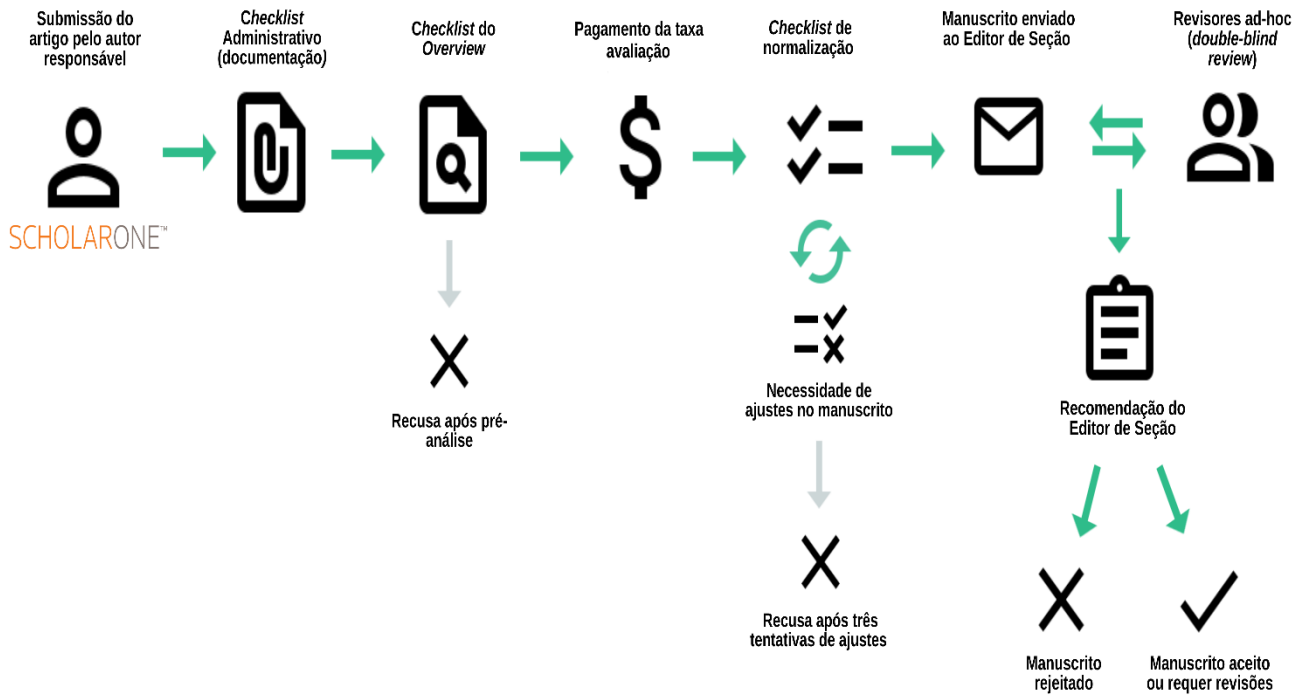 Submissão do
artigo pelo autor
responsável
SCHOLARONE™
Checklist
Administrativo
(documentação)
Checklist do
Overview
Recusa após pré-
análise
Pagamento da taxa
avaliação
Checklist de
normalização
Necessidade de
ajustes no manuscrito
Recusa após três
tentativas de ajustes
Manuscrito enviado
ao Editor de Seção
Revisores ad-hoc
(double-blind
review)
Recomendação do
Editor de Seção
Manuscrito
rejeitado
Manuscrito aceito
ou requer revisões